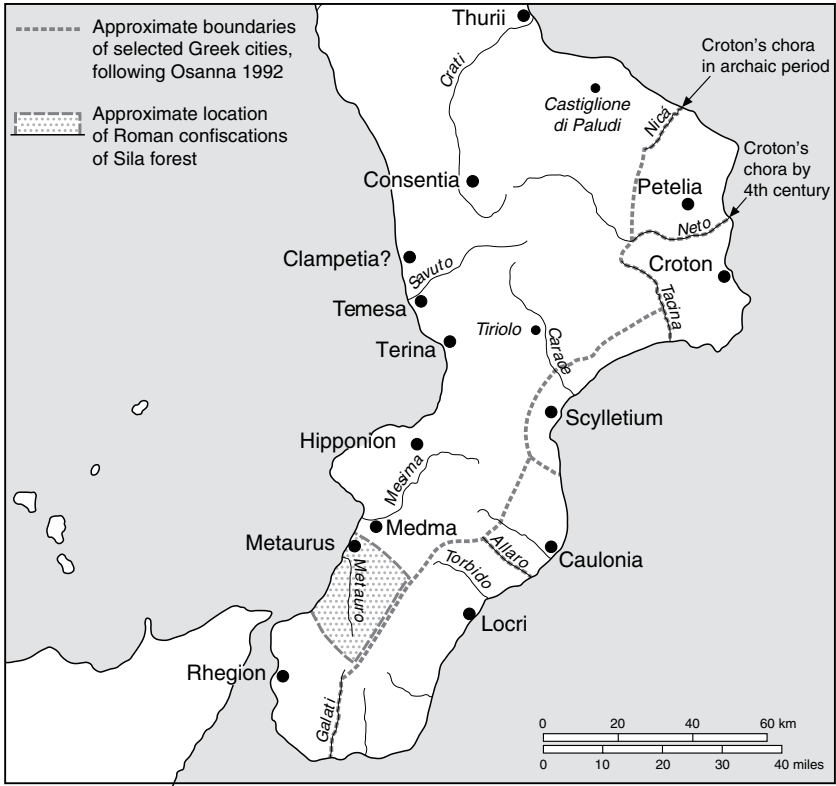 Approximate boundaries
of selected Greek cities,
following Osanna 1992
Approximate location
of Roman confiscations
of Sila forest
Thurii
Crati
Croton's chora
in archaic period
Castiglione
di Paludi
Nicá
Croton's
chora by
4th century
Consentia
Petelia
Neto
Clampetia?
Savuto
Croton
Temesa
Tacina
Tiriolo
Carace
Terina
Scylletium
Hipponion
Mesima
Medma
Metaurus
Allaro
Caulonia
Metauro
Torbido
Locri
Rhegion
Galati
0 20 40 60 km
0 10 20 30 40 miles